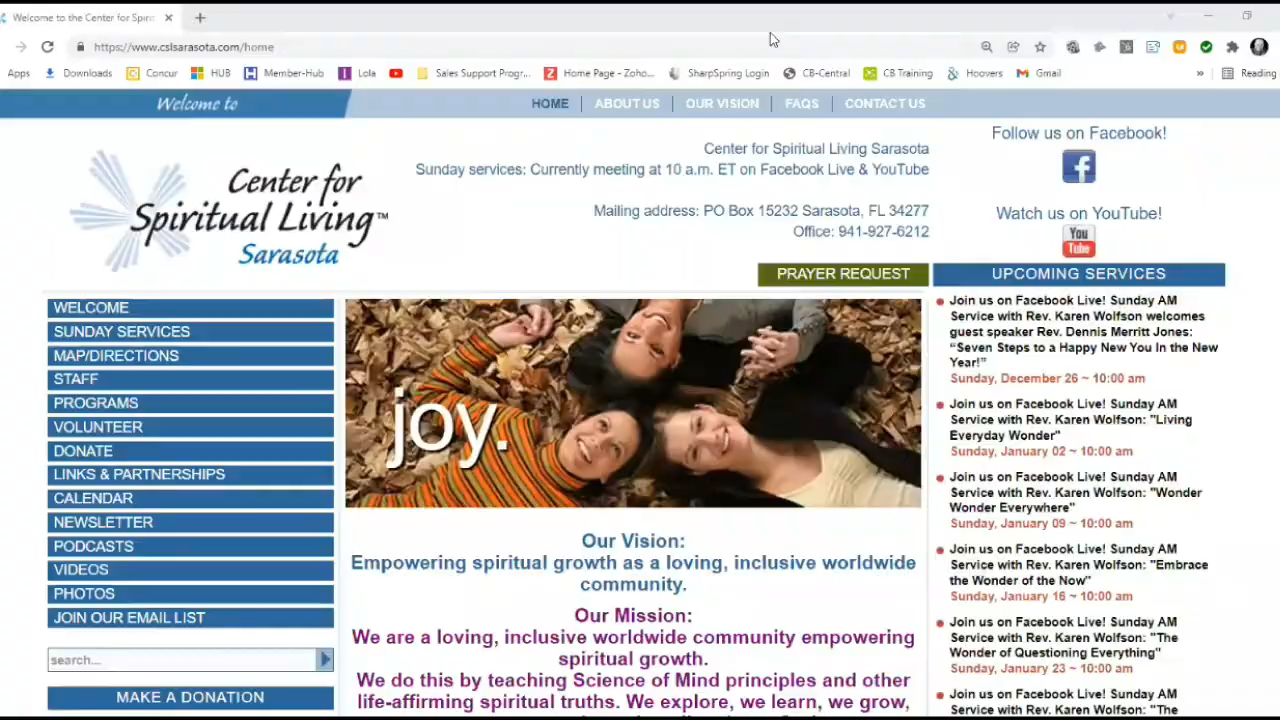 Welcome to the Center for Spirit
https://www.cslsarasota.com/home
Apps Downloads Concur HUB Member-Hub Lola Sales Support Progr... Home Page - Zoho... SharpSpring Login CB-Central CB Training Hoovers Gmail » Reading
Welcome to
HOME ABOUT US OUR VISION FAQS CONTACT US
Center for
Spiritual Living™
Sarasota
Center for Spiritual Living Sarasota
Sunday services: Currently meeting at 10 a.m. ET on Facebook Live & YouTube
Mailing address: PO Box 15232 Sarasota, FL 34277
Office: 941-927-6212
PRAYER REQUEST
Follow us on Facebook!
f
Watch us on YouTube!
You
Tube
WELCOME
SUNDAY SERVICES
MAP/DIRECTIONS
STAFF
PROGRAMS
VOLUNTEER
DONATE
LINKS & PARTNERSHIPS
CALENDAR
NEWSLETTER
PODCASTS
VIDEOS
PHOTOS
JOIN OUR EMAIL LIST
search...
MAKE A DONATION
joy.
Our Vision:
Empowering spiritual growth as a loving, inclusive worldwide
community.
Our Mission:
We are a loving, inclusive worldwide community empowering
spiritual growth.
We do this by teaching Science of Mind principles and other
life-affirming spiritual truths. We explore, we learn, we grow,
UPCOMING SERVICES
Join us on Facebook Live! Sunday AM
Service with Rev. Karen Wolfson welcomes
guest speaker Rev. Dennis Merritt Jones:
“Seven Steps to a Happy New You In the New
Year!”
Sunday, December 26 ~ 10:00 am
Join us on Facebook Live! Sunday AM
Service with Rev. Karen Wolfson: "Living
Everyday Wonder"
Sunday, January 02 ~ 10:00 am
Join us on Facebook Live! Sunday AM
Service with Rev. Karen Wolfson: "Wonder
Wonder Everywhere"
Sunday, January 09 ~ 10:00 am
Join us on Facebook Live! Sunday AM
Service with Rev. Karen Wolfson: "Embrace
the Wonder of the Now"
Sunday, January 16 ~ 10:00 am
Join us on Facebook Live! Sunday AM
Service with Rev. Karen Wolfson: "The
Wonder of Questioning Everything"
Sunday, January 23 ~ 10:00 am
Join us on Facebook Live! Sunday AM
Service with Rev. Karen Wolfson: "The